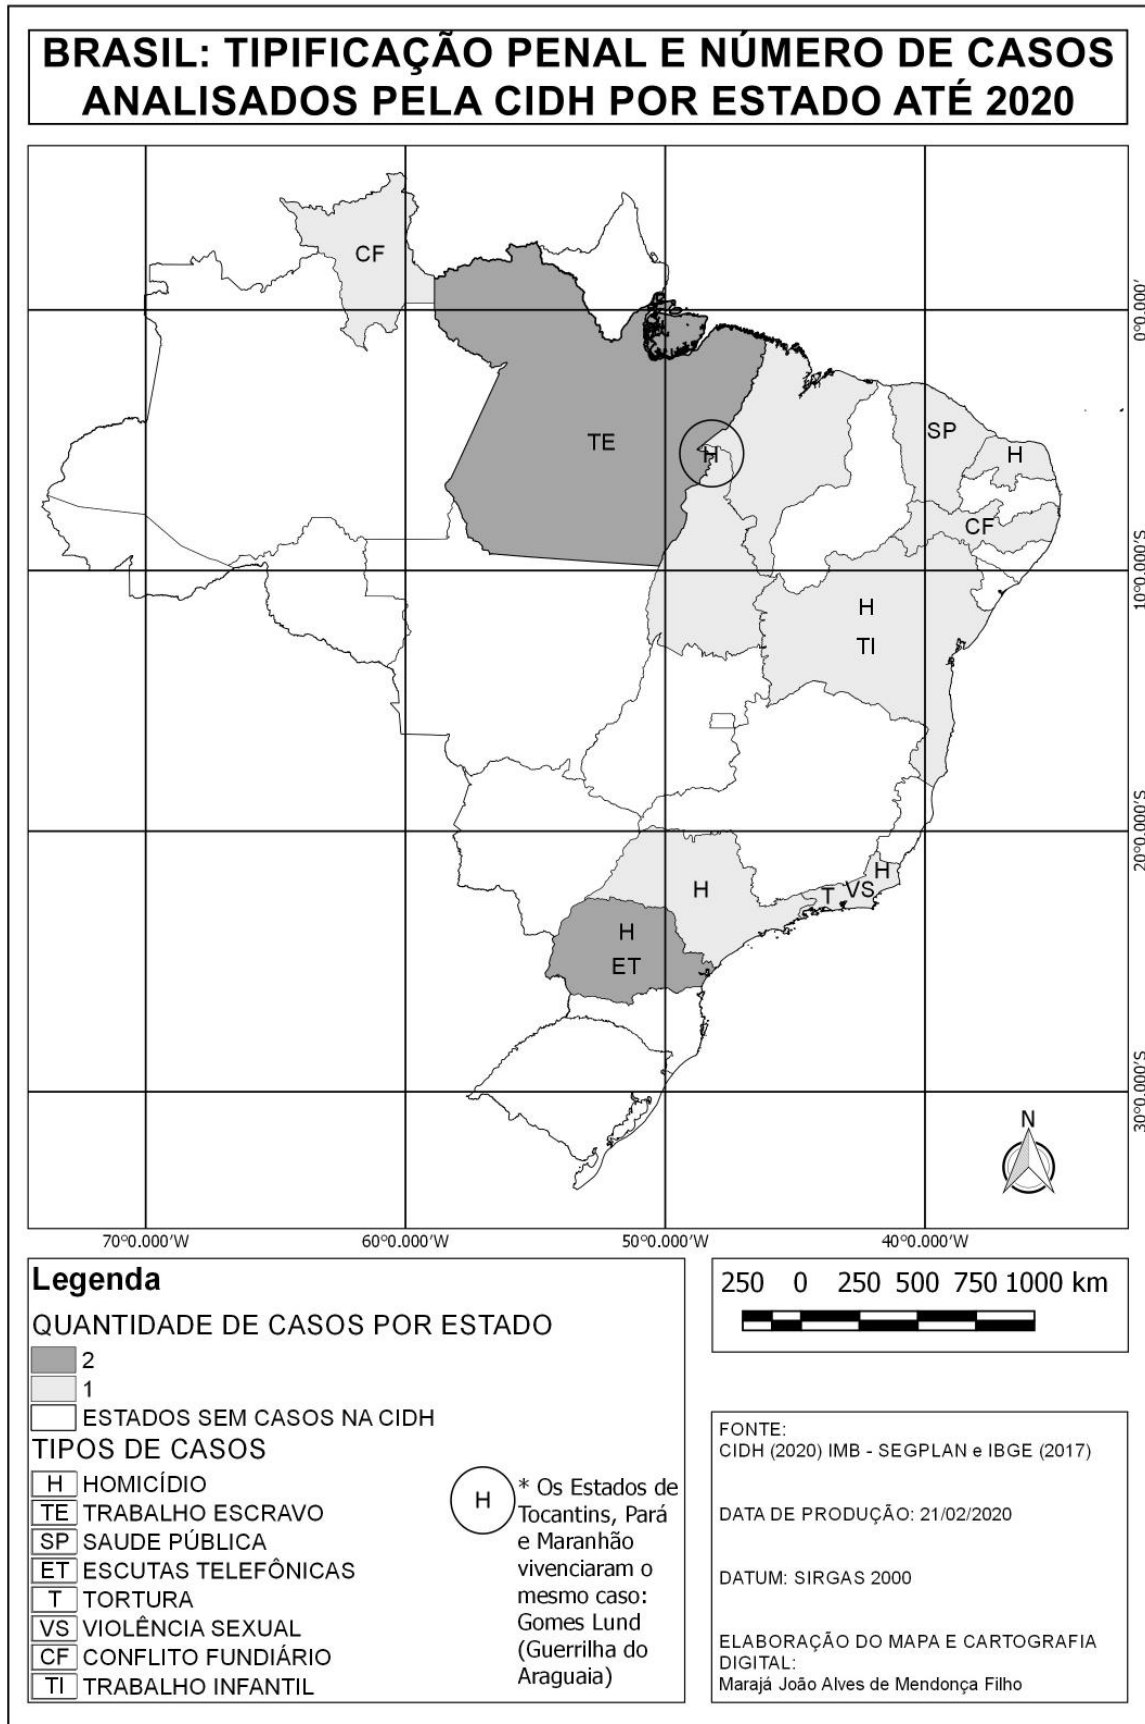 BRASIL: TIPIFICAÇÃO PENAL E NÚMERO DE CASOS
ANALISADOS PELA CIDH POR ESTADO ATÉ 2020
CF
TE
H
SP
H
CF
H
TI
H
T
VS
H
H
ET
0°0.000'
10°0.000'S
20°0.000'S
30°0.000'S
N
70°0.000'W
60°0.000'W
50°0.000'W
40°0.000'W
Legenda
QUANTIDADE DE CASOS POR ESTADO
2
1
ESTADOS SEM CASOS NA CIDH
TIPOS DE CASOS
H HOMICÍDIO
TE TRABALHO ESCRAVO
SP SAUDE PÚBLICA
ET ESCUTAS TELEFÔNICAS
T TORTURA
VS VIOLÊNCIA SEXUAL
CF CONFLITO FUNDIÁRIO
TI TRABALHO INFANTIL
H
* Os Estados de
Tocantins, Pará
e Maranhão
vivenciaram o
mesmo caso:
Gomes Lund
(Guerrilha do
Araguaia)
250 0 250 500 750 1000 km
FONTE:
CIDH (2020) IMB - SEGPLAN e IBGE (2017)
DATA DE PRODUÇÃO: 21/02/2020
DATUM: SIRGAS 2000
ELABORAÇÃO DO MAPA E CARTOGRAFIA
DIGITAL:
Marajá João Alves de Mendonça Filho